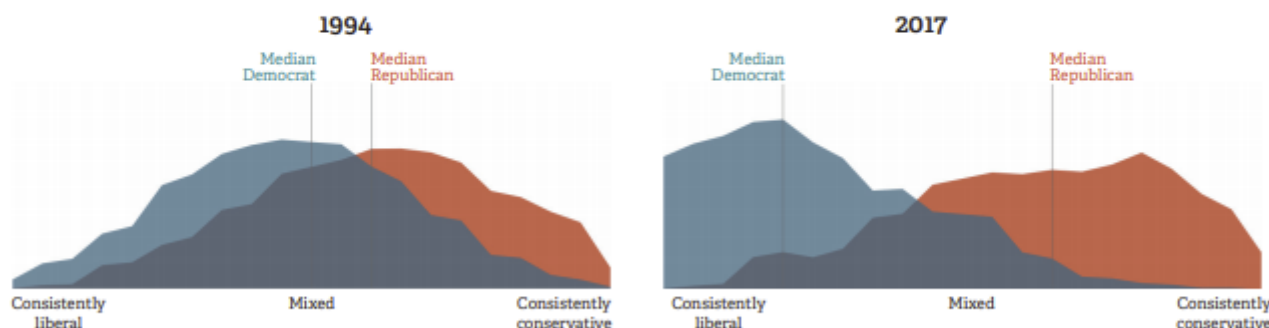 1994
2017
Median
Democrat
Median
Republican
Median
Democrat
Median
Republican
Consistently
liberal
Mixed
Consistently
conservative
Consistently
liberal
Mixed
Consistently
conservative